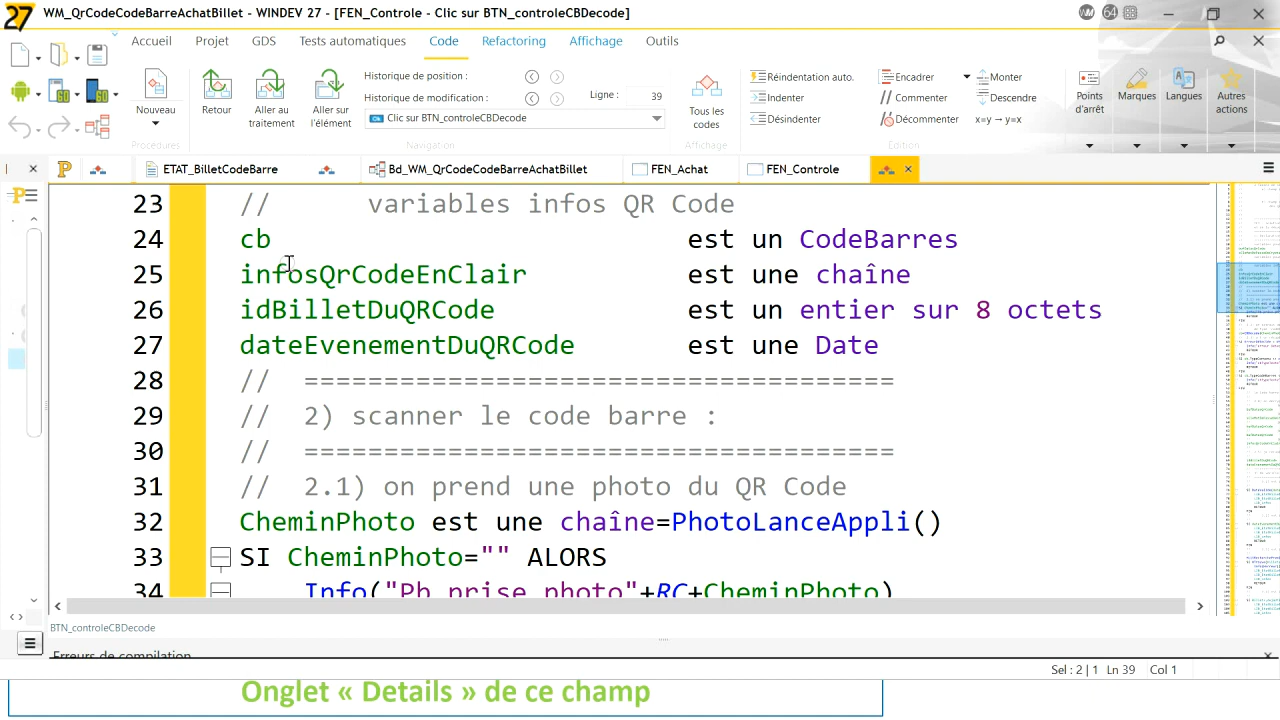 27 WM_QrCodeCodeBarreAchatBillet - WINDEV 27 - [FEN_Controle - Clic sur BTN_controleCBDecode]
WM 64
Accueil Projet GDS Tests automatiques Code Refactoring Affichage Outils
Nouveau
Retour
Aller au traitement
Aller sur l'élément
Historique de position :
Historique de modification :
Ligne : 39
Clic sur BTN_controleCBDecode
Tous les codes
Réinentation auto.
Indenter
Désindenter
Encadrer
Commenter
Décommenter
Monter
Descendre
x=y → y=x
Points d'arrêt
Marques
Langues
Autres actions
Procédures Navigation Affichage Edition
ETAT_BilletCodeBarre Bd_WM_QrCodeCodeBarreAchatBillet FEN_Achat FEN_Controle
23 // variables infos QR Code
24 cb est un CodeBarres
25 infosQrCodeEnClair est une chaîne
26 idBilletDuQRCode est un entier sur 8 octets
27 dateEvenementDuQRCode est une Date
28 // =====================================
29 // 2) scanner le code barre :
30 // =====================================
31 // 2.1) on prend une photo du QR Code
32 CheminPhoto est une chaîne=PhotoLanceAppli()
33 SI CheminPhoto="" ALORS
34 Info("Pb prise photo"+RC+CheminPhoto)
BTN_controleCBDecode
Erreurs de compilation
Sel : 2 | 1 Ln 39 Col 1
Onglet « Details » de ce champ